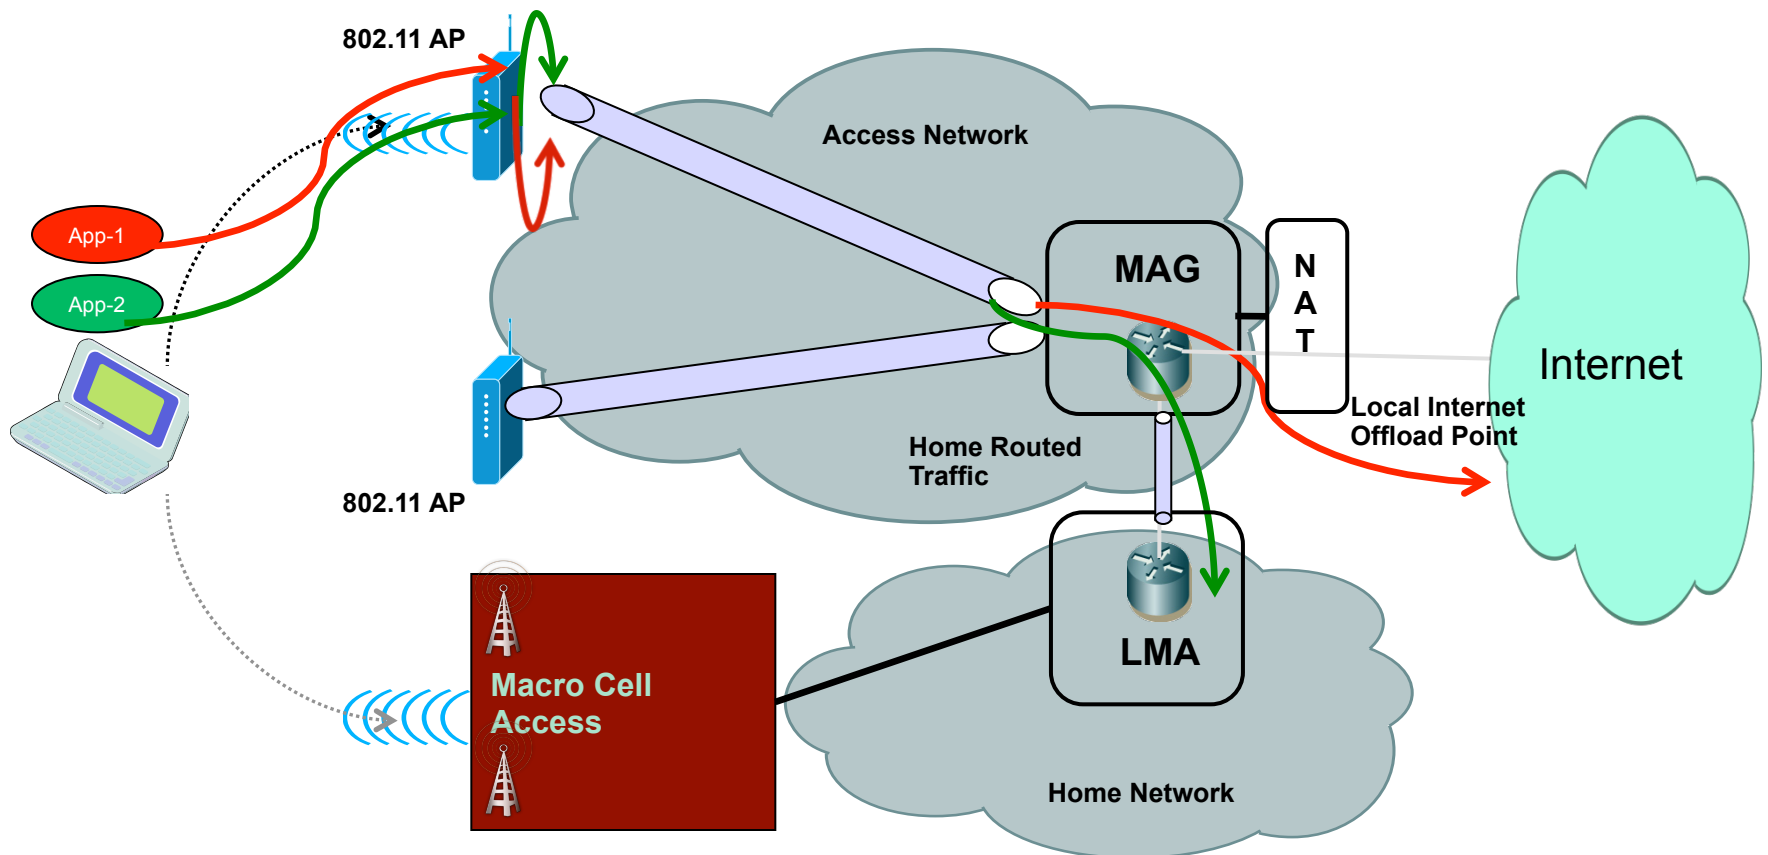 802.11 AP
Access Network
App-1
App-2
MAG
N
A
T
Internet
Local Internet
Offload Point
Home Routed
Traffic
802.11 AP
LMA
Macro Cell
Access
Home Network